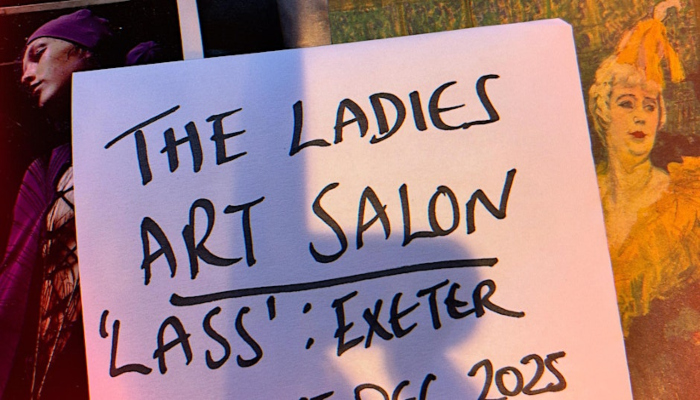 THE LADIES
ART SALON
'LASS' : EXETER
DEC 2025